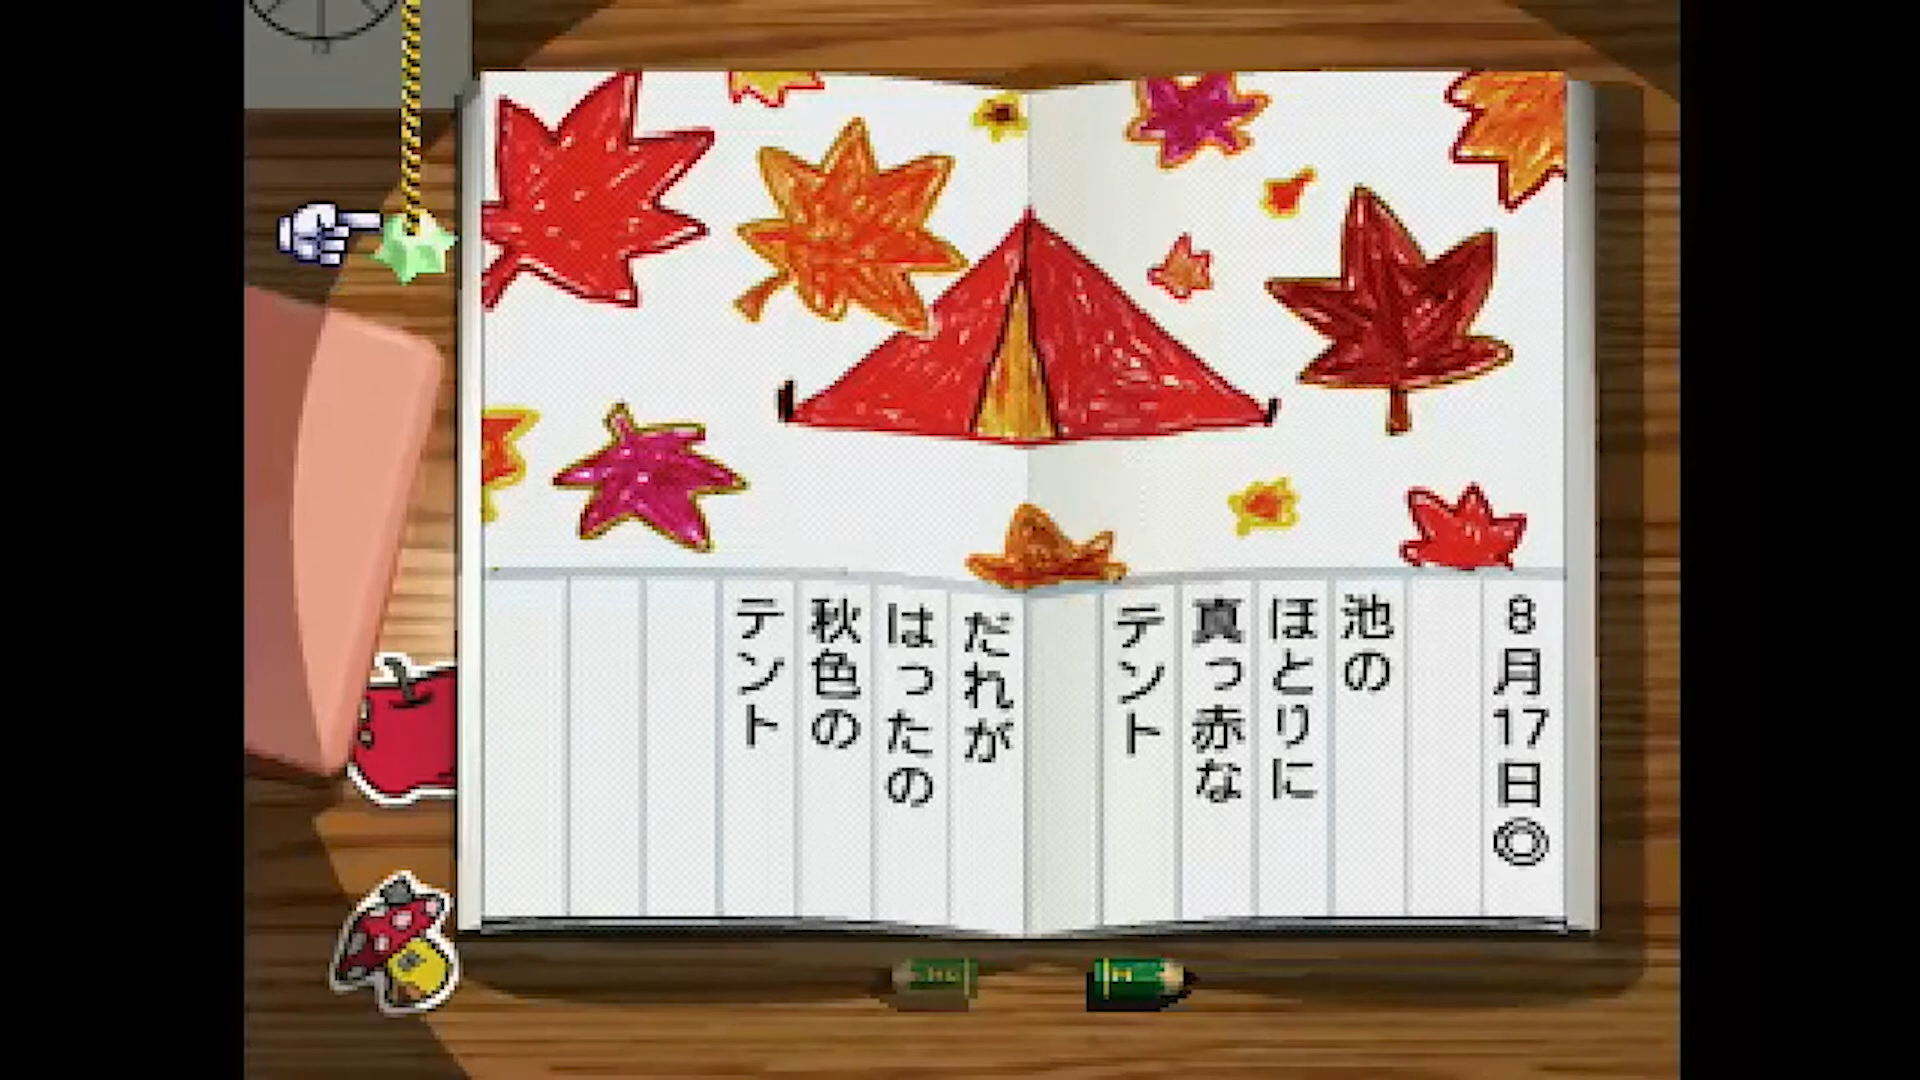 8月17日◎
池の
ほとりに
真っ赤な
テント
だれが
はったの
秋色の
テント